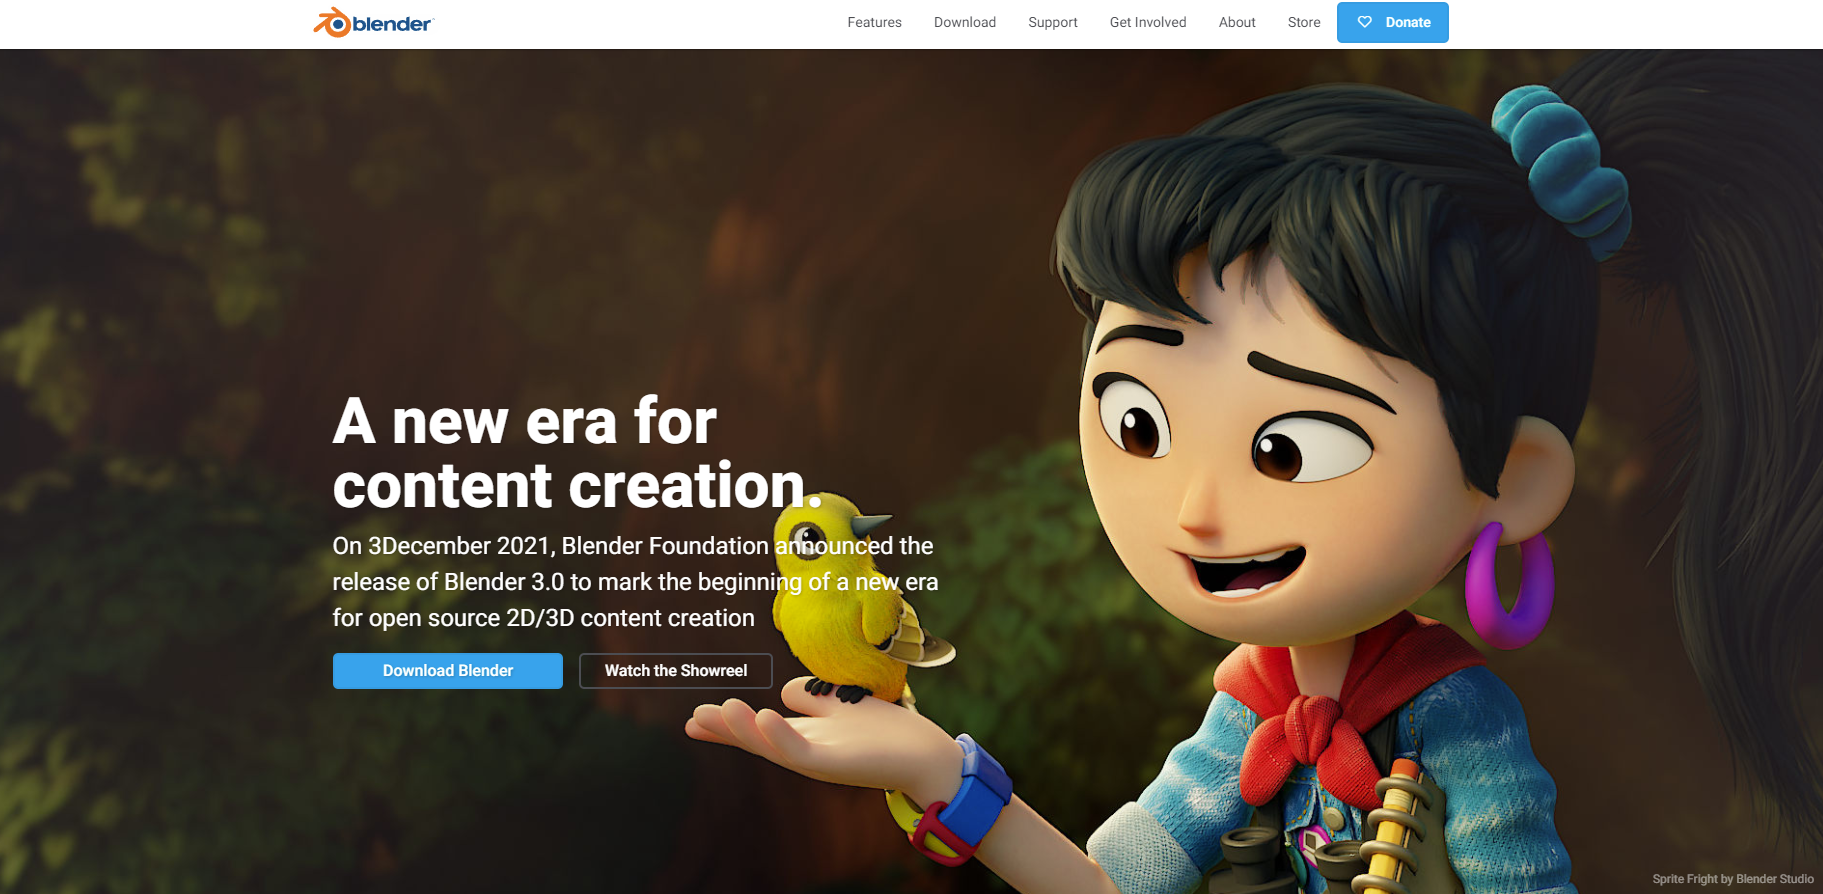 blender
Features Download Support Get Involved About Store Donate
A new era for
content creation.
On 3December 2021, Blender Foundation announced the
release of Blender 3.0 to mark the beginning of a new era
for open source 2D/3D content creation
Download Blender Watch the Showreel
Sprite Fright by Blender Studio